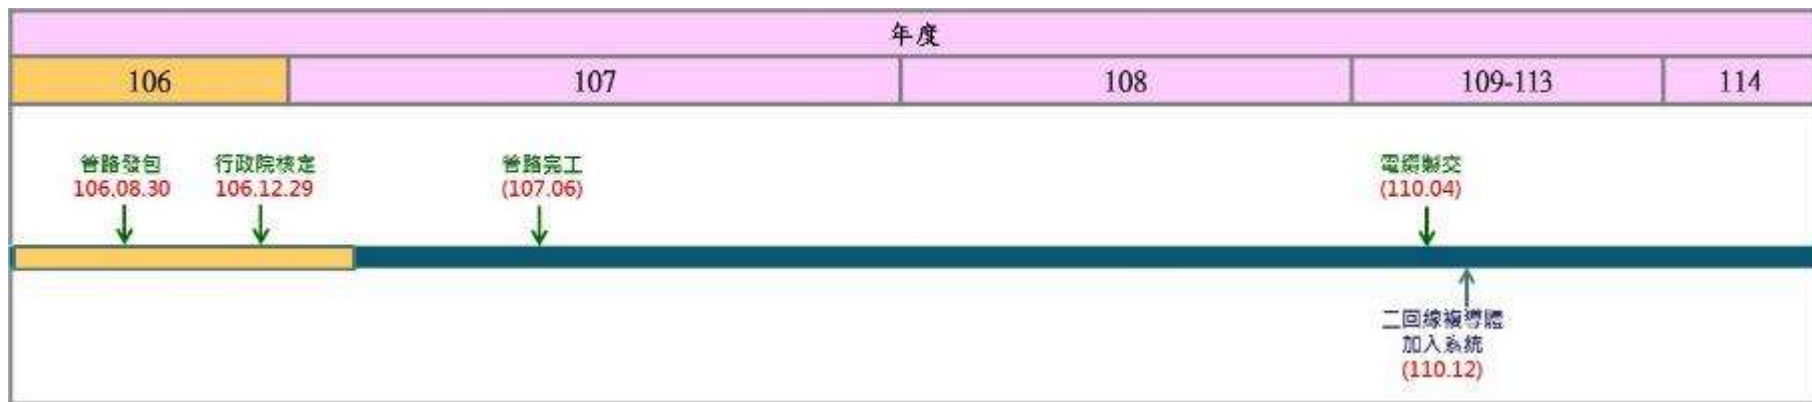 年度
106
107
108
109-113
114
管路發包
106.08.30
行政院核定
106.12.29
管路完工
(107.06)
電纜解交
(110.04)
二回線複導體
加入系統
(110.12)